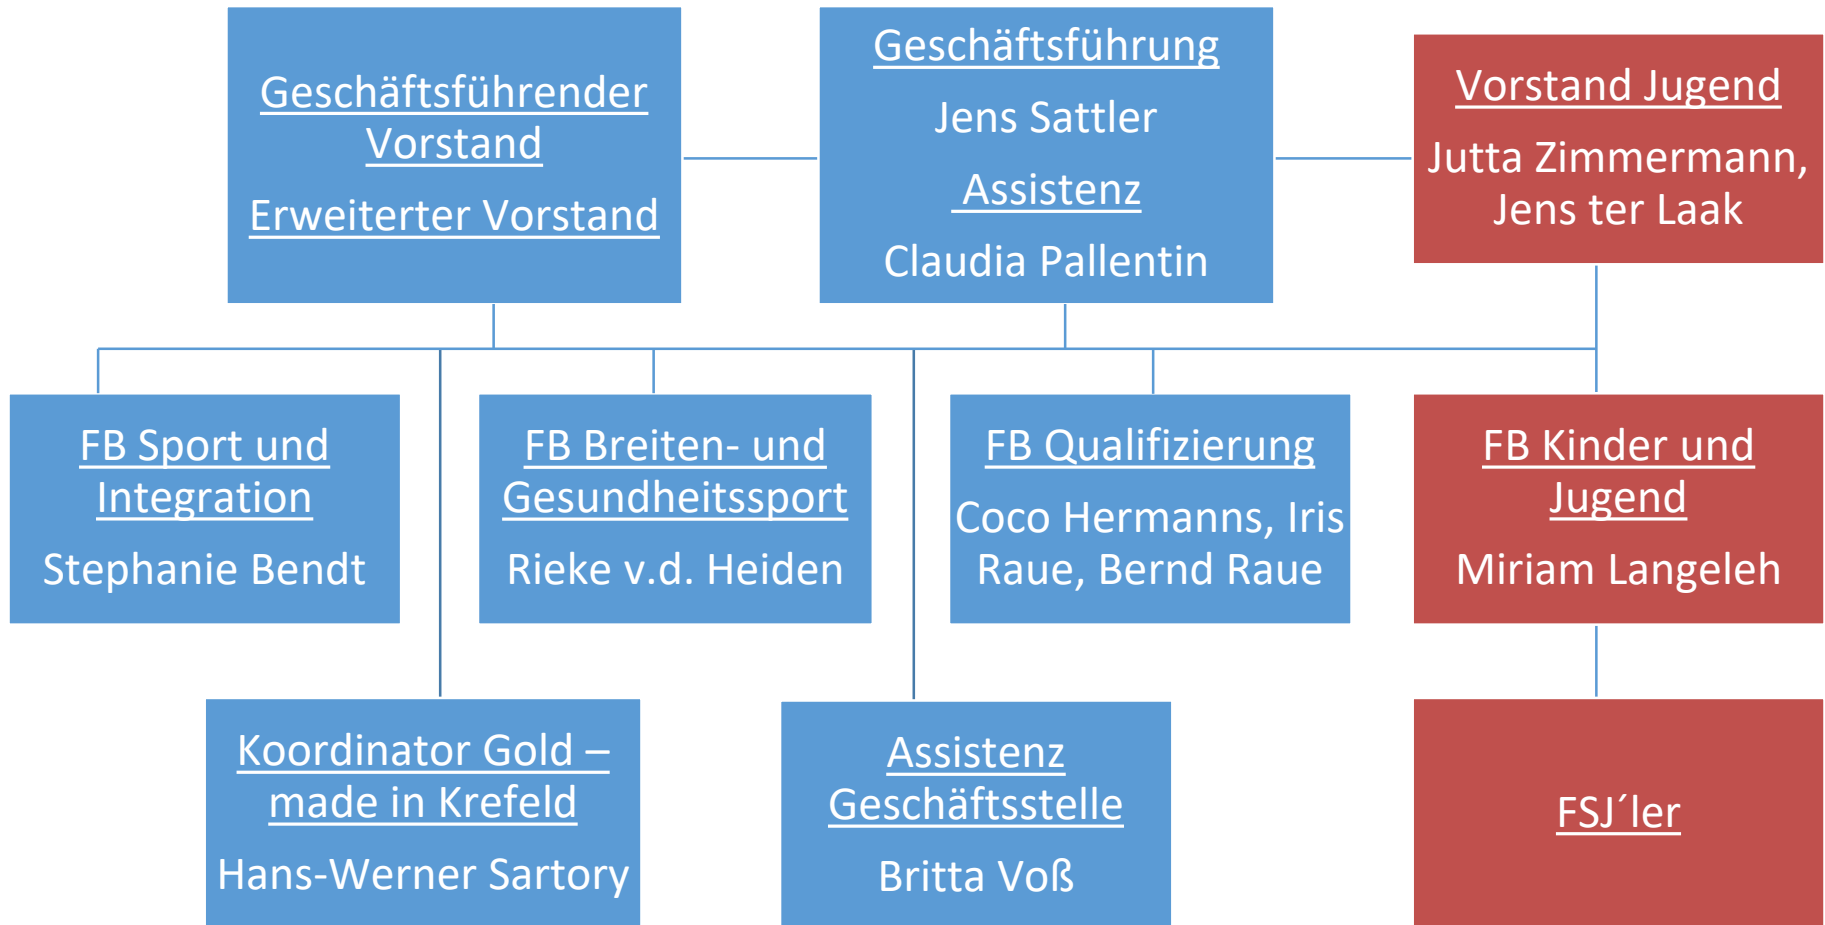 Geschäftsführender
Vorstand
Erweiterter Vorstand
Geschäftsführung
Jens Sattler
Assistenz
Claudia Pallentin
Vorstand Jugend
Jutta Zimmermann,
Jens ter Laak
FB Sport und
Integration
Stephanie Bendt
FB Breiten- und
Gesundheitssport
Rieke v.d. Heiden
FB Qualifizierung
Coco Hermanns, Iris
Raue, Bernd Raue
FB Kinder und
Jugend
Miriam Langeleh
Koordinator Gold –
made in Krefeld
Hans-Werner Sartory
Assistenz
Geschäftsstelle
Britta Voß
FSJ´ler